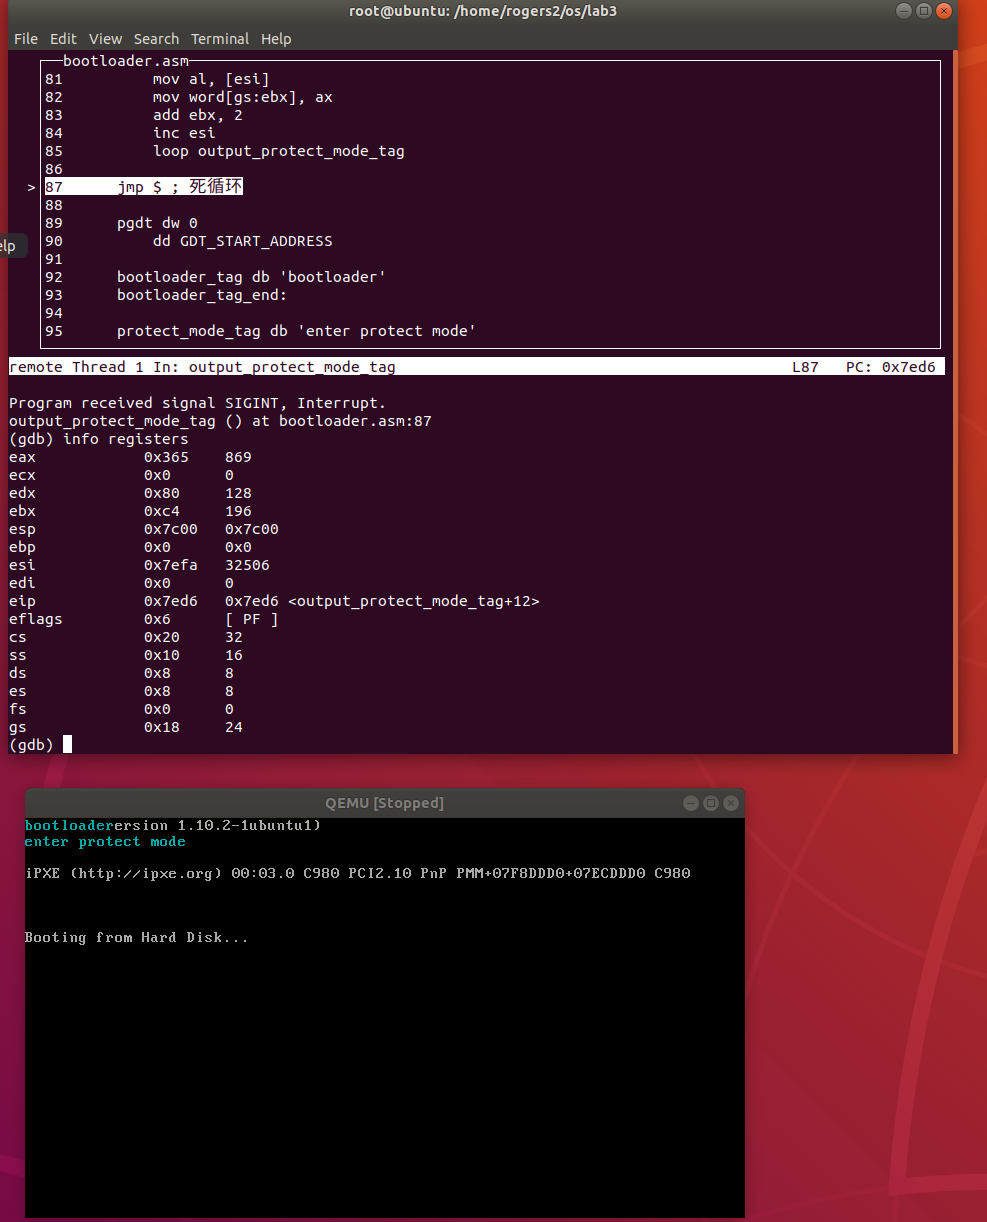 root@ubuntu: /home/rogers2/os/lab3
File Edit View Search Terminal Help
bootloader.asm
81 mov al, [esi]
82 mov word[gs:ebx], ax
83 add ebx, 2
84 inc esi
85 loop output_protect_mode_tag
86
> 87 jmp $ ; 死循环
88
89 pgdt dw 0
elp
90 dd GDT_START_ADDRESS
91
92 bootloader_tag db 'bootloader'
93 bootloader_tag_end:
94
95 protect_mode_tag db 'enter protect mode'
remote Thread 1 In: output_protect_mode_tag L87 PC: 0x7ed6
Program received signal SIGINT, Interrupt.
output_protect_mode_tag () at bootloader.asm:87
(gdb) info registers
eax 0x365 869
ecx 0x0 0
edx 0x80 128
ebx 0xc4 196
esp 0x7c00 0x7c00
ebp 0x0 0x0
esi 0x7efa 32506
edi 0x0 0
eip 0x7ed6 0x7ed6 <output_protect_mode_tag+12>
eflags 0x6 [ PF ]
cs 0x20 32
ss 0x10 16
ds 0x8 8
es 0x8 8
fs 0x0 0
gs 0x18 24
(gdb)
QEMU [Stopped]
bootloaderersion 1.10.2-1ubuntu1)
enter protect mode
iPXE (http://ipxe.org) 00:03.0 C980 PCI2.10 PnP PMM+07F8DDD0+07ECDDD0 C980
Booting from Hard Disk...